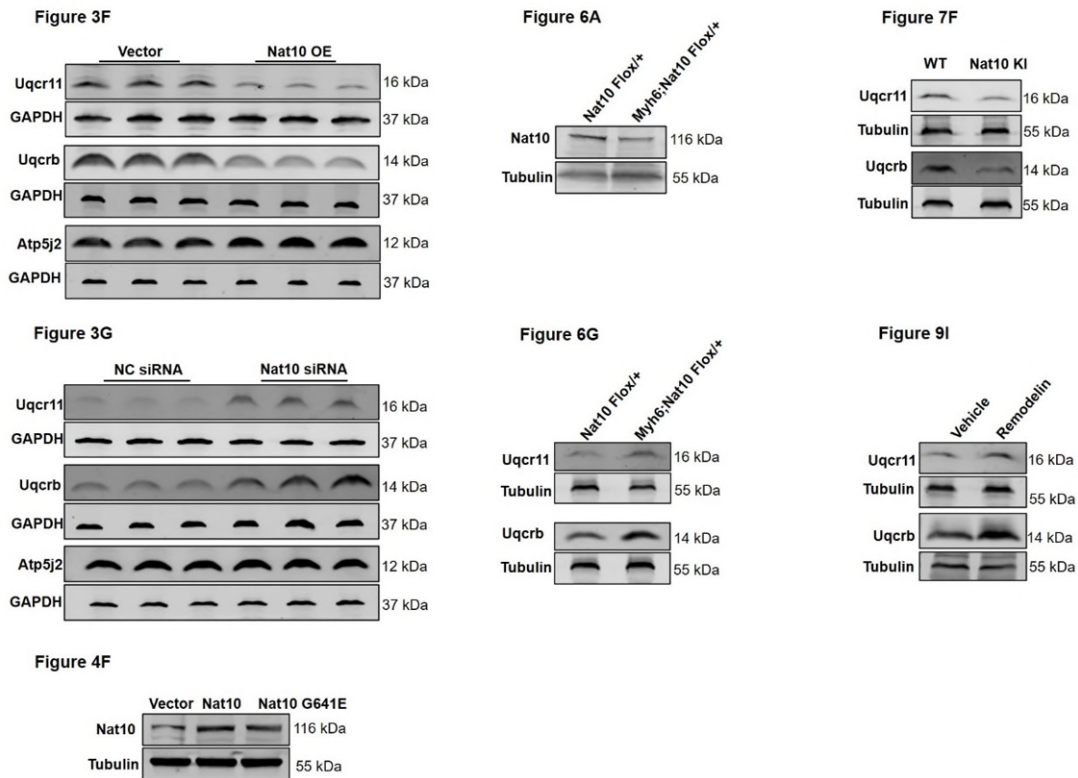 Figure 3F
Vector Nat10 OE
Uqcr11 16 kDa
GAPDH 37 kDa
Uqcrb 14 kDa
GAPDH 37 kDa
Atp5j2 12 kDa
GAPDH 37 kDa
Figure 6A
Nat10 Flox/+ Myh6;Nat10 Flox/+
Nat10 116 kDa
Tubulin 55 kDa
Figure 7F
WT Nat10 KI
Uqcr11 16 kDa
Tubulin 55 kDa
Uqcrb 14 kDa
Tubulin 55 kDa
Figure 3G
NC siRNA Nat10 siRNA
Uqcr11 16 kDa
GAPDH 37 kDa
Uqcrb 14 kDa
GAPDH 37 kDa
Atp5j2 12 kDa
GAPDH 37 kDa
Figure 6G
Nat10 Flox/+ Myh6;Nat10 Flox/+
Uqcr11 16 kDa
Tubulin 55 kDa
Uqcrb 14 kDa
Tubulin 55 kDa
Figure 9I
Vehicle Remodelin
Uqcr11 16 kDa
Tubulin 55 kDa
Uqcrb 14 kDa
Tubulin 55 kDa
Figure 4F
Vector Nat10 Nat10 G641E
Nat10 116 kDa
Tubulin 55 kDa